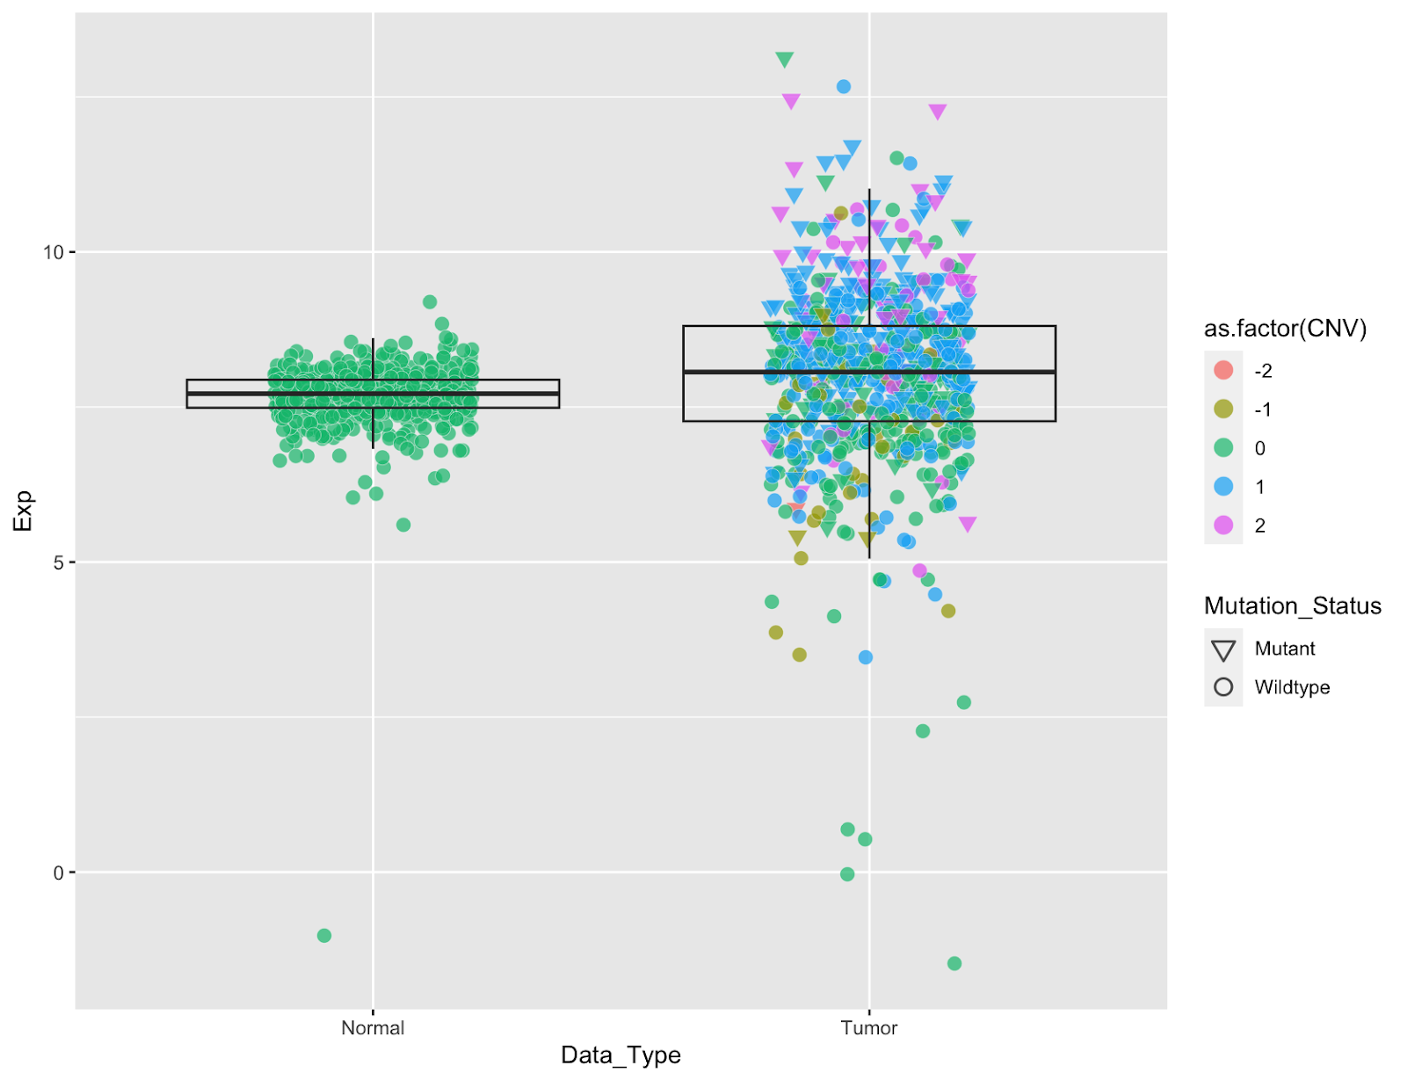 Exp
10
5
0
Normal
Tumor
Data_Type
as.factor(CNV)
-2
-1
0
1
2
Mutation_Status
Mutant
Wildtype